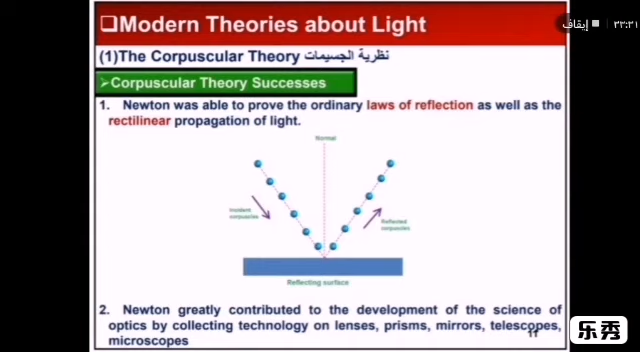 ❑Modern Theories about Light
إيقاف
(1)The Corpuscular Theory نظرية الجسيمات
➢Corpuscular Theory Successes
1. Newton was able to prove the ordinary laws of reflection as well as the
rectilinear propagation of light.
Normal
Incident
corpuscles
Reflected
corpuscles
Reflecting surface
2. Newton greatly contributed to the development of the science of
optics by collecting technology on lenses, prisms, mirrors, telescopes,
microscopes
11
乐秀